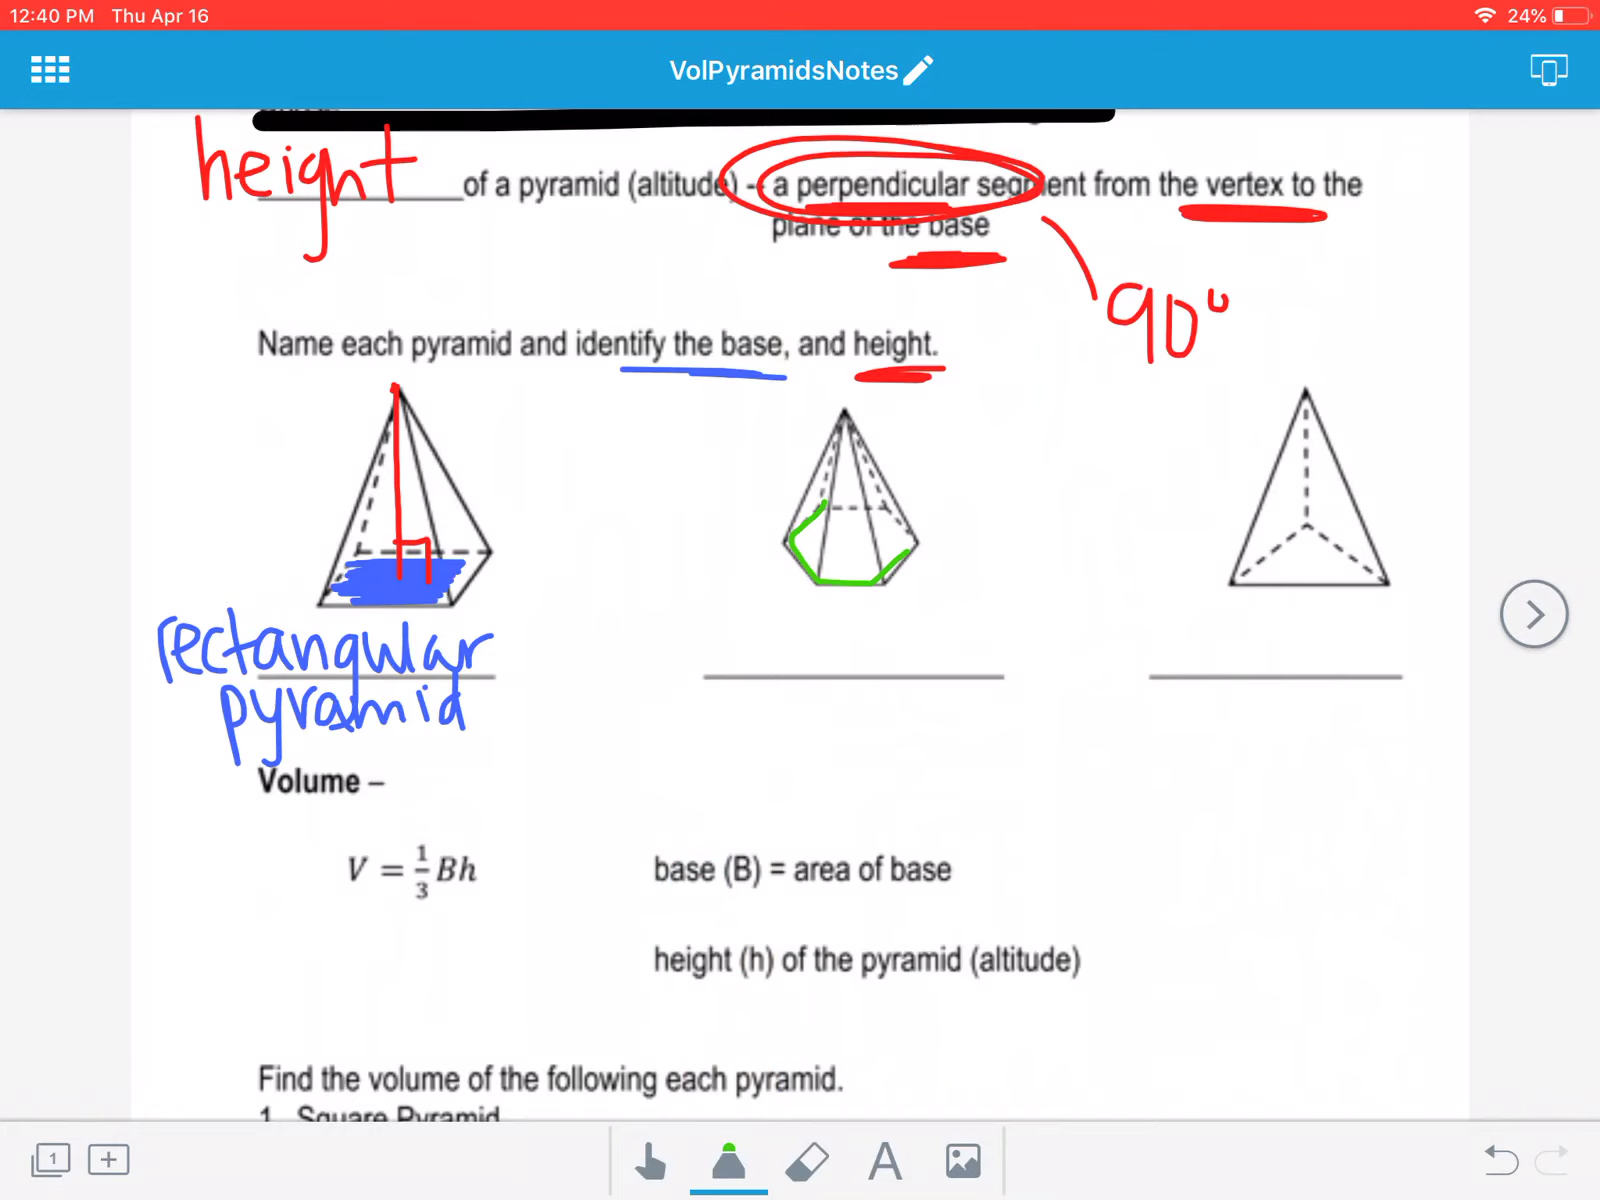 12:40 PM Thu Apr 16
24%
VolPyramidsNotes
height of a pyramid (altitude) – a perpendicular segment from the vertex to the
plane of the base
90°
Name each pyramid and identify the base, and height.
rectangular
pyramid
Volume –
V = 1/3 Bh
base (B) = area of base
height (h) of the pyramid (altitude)
Find the volume of the following each pyramid.
1. Square Pyramid
1
A